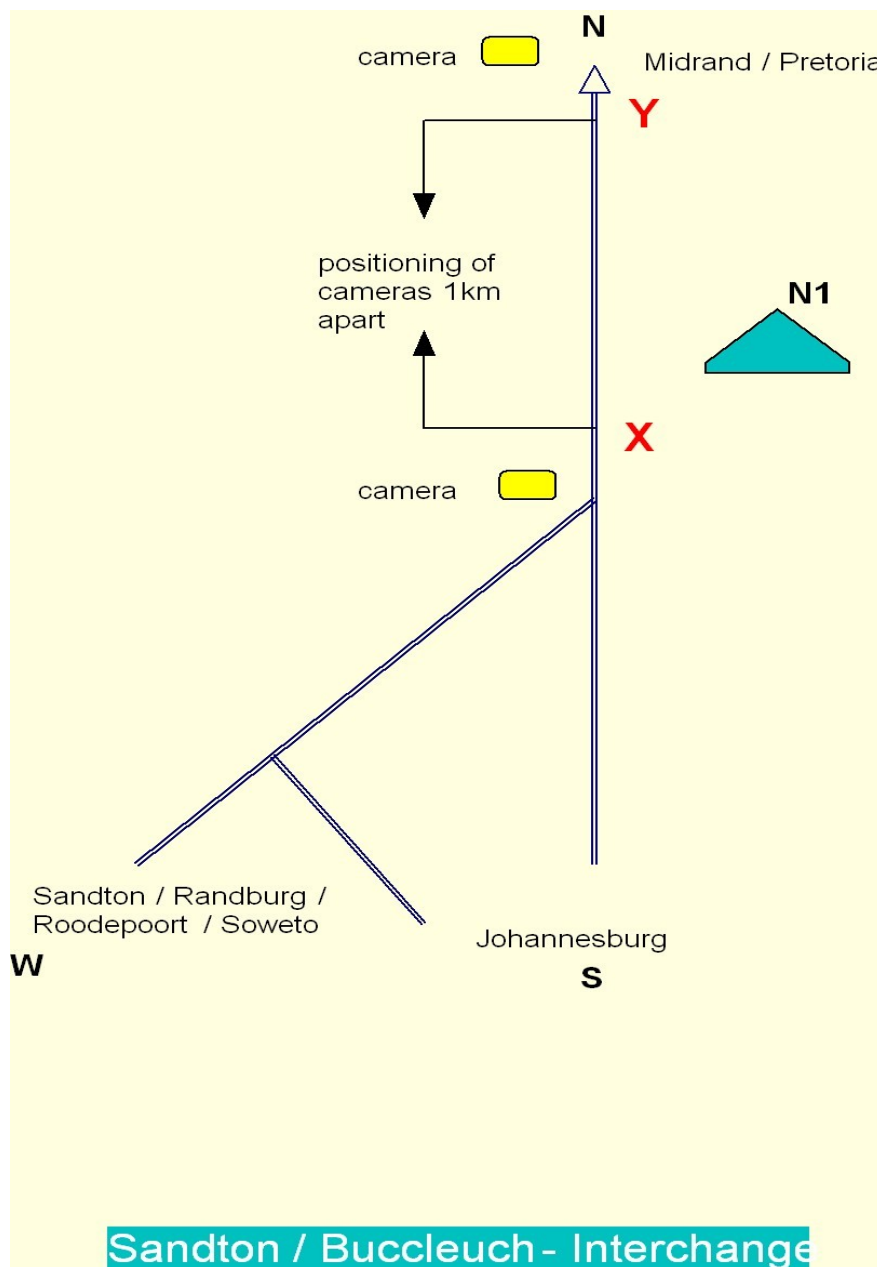 N
camera
Midrand / Pretoria
Y
positioning of
cameras 1km
apart
N1
X
camera
Sandton / Randburg /
Roodepoort / Soweto
Johannesburg
W
S
Sandton / Buccleuch - Interchange